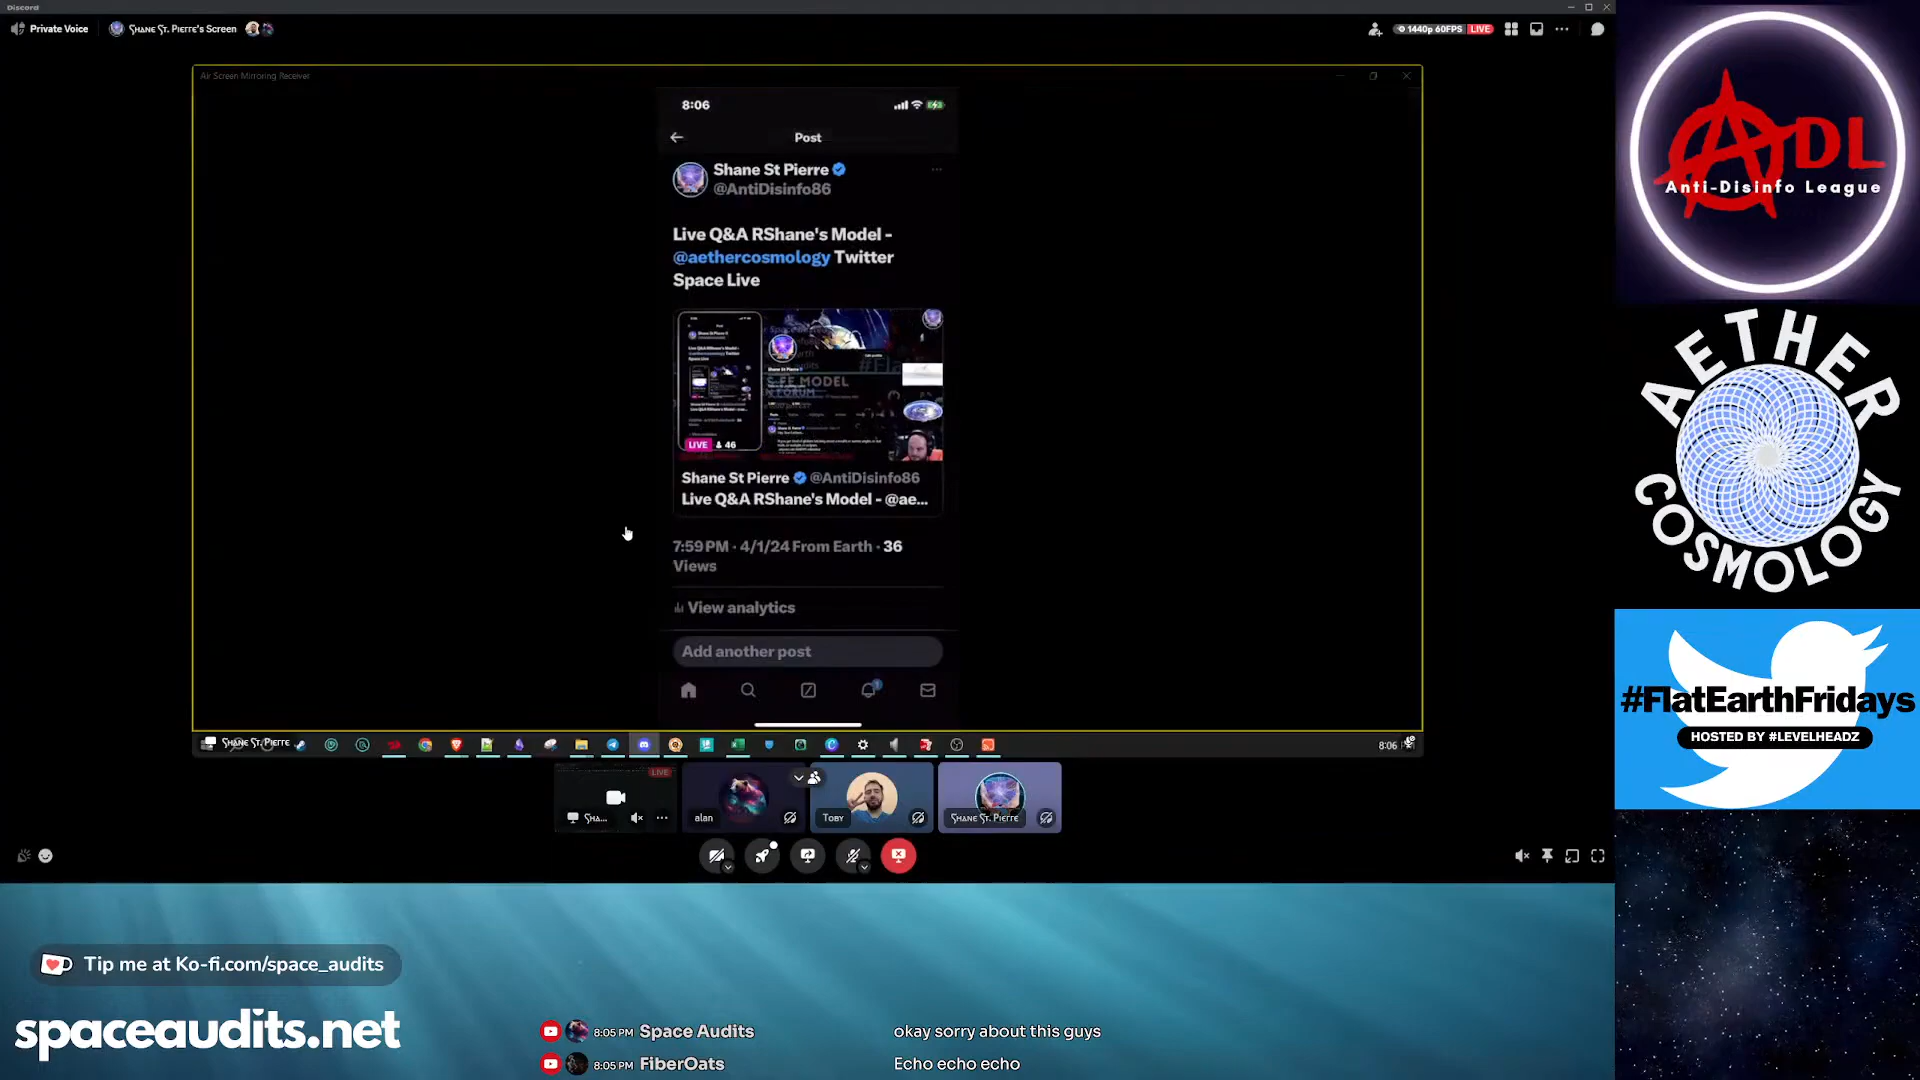 Discord
Private Voice
Shane St. Pierre's Screen
1440p 60FPS LIVE
Air Screen Mirroring Receiver
8:06
Post
Shane St Pierre
@AntiDisinfo86
Live Q&A RShane's Model -
@aethercosmology Twitter
Space Live
LIVE 46
Shane St Pierre @AntiDisinfo86
Live Q&A RShane's Model - @ae...
7:59 PM · 4/1/24 From Earth · 36
Views
View analytics
Add another post
Shane St. Pierre
8:06
LIVE
Sha...
alan
Toby
Shane St. Pierre
ADL
Anti-Disinfo League
AETHER
COSMOLOGY
#FlatEarthFridays
HOSTED BY #LEVELHEADZ
Tip me at Ko-fi.com/space_audits
spaceaudits.net
8:05 PM Space Audits okay sorry about this guys
8:05 PM FiberOats Echo echo echo